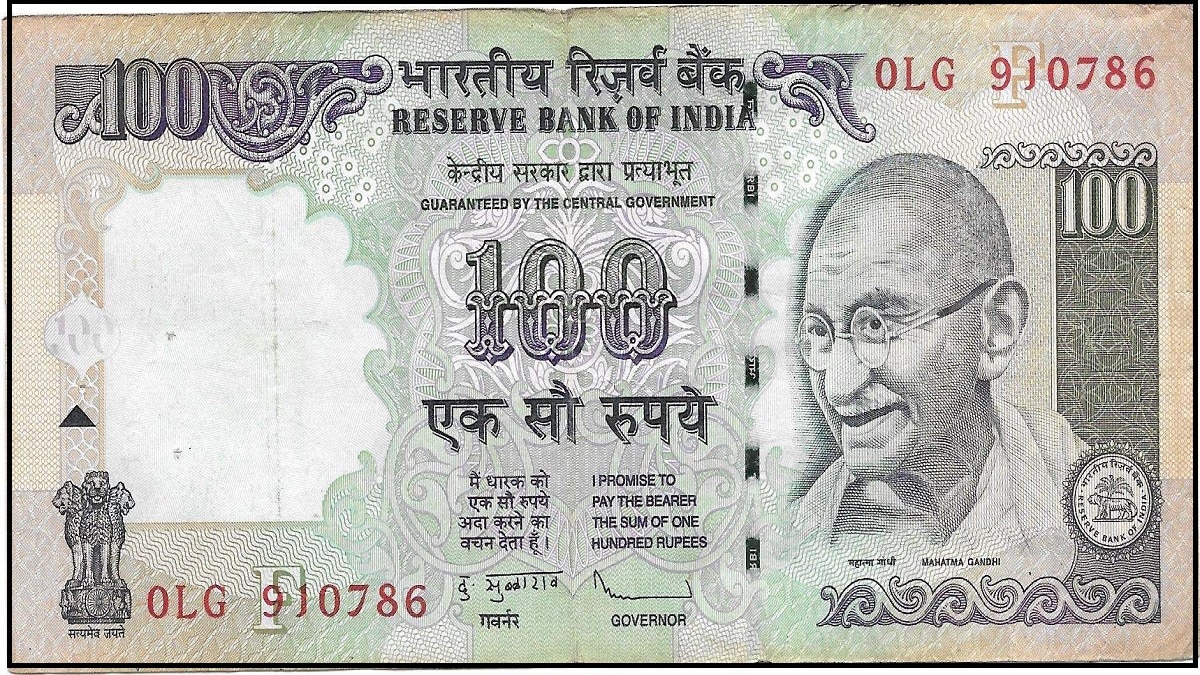 100
भारतीय रिज़र्व बैंक
RESERVE BANK OF INDIA
0LG 910786
केन्द्रीय सरकार द्वारा प्रत्याभूत
GUARANTEED BY THE CENTRAL GOVERNMENT
100
100
एक सौ रुपये
मैं धारक को
एक सौ रुपये
अदा करने का
वचन देता हूँ।
I PROMISE TO
PAY THE BEARER
THE SUM OF ONE
HUNDRED RUPEES
गवर्नर
GOVERNOR
महात्मा गांधी
MAHATMA GANDHI
भारतीय रिज़र्व बैंक
RESERVE BANK OF INDIA
0LG 910786
F
F
सत्यमेव जयते